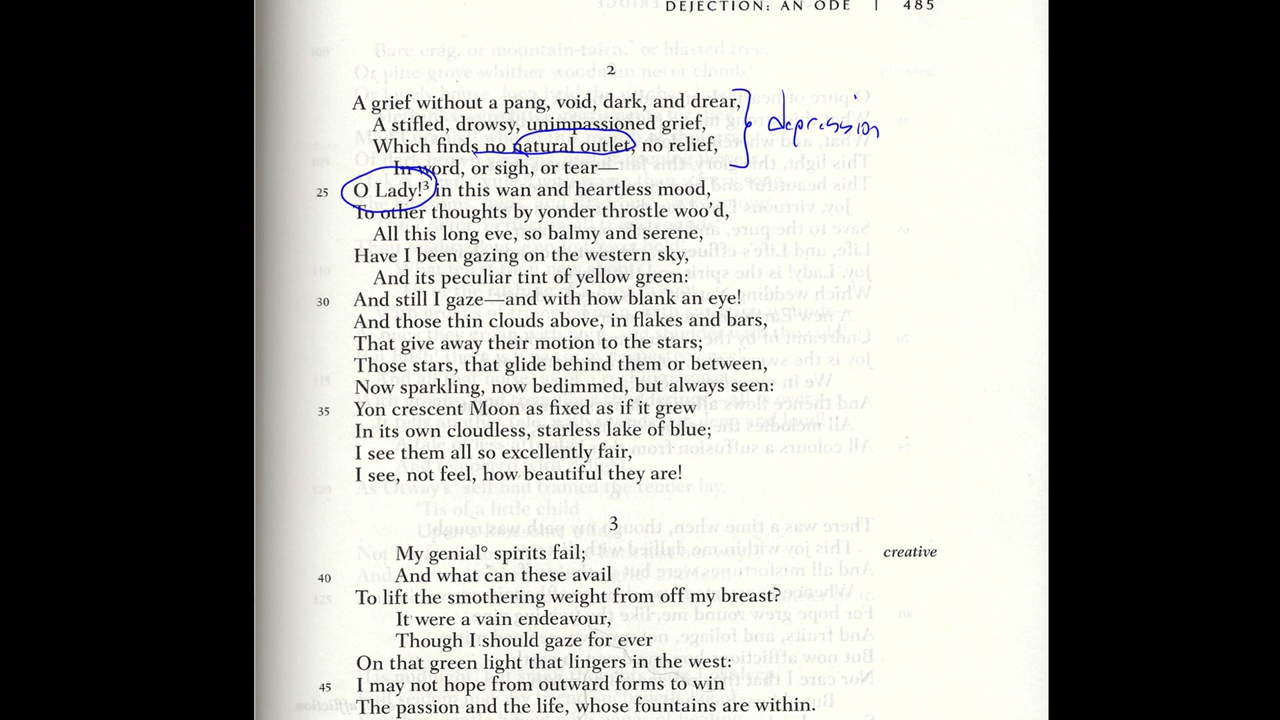 DEJECTION: AN ODE | 485
2
A grief without a pang, void, dark, and drear,
A stifled, drowsy, unimpassioned grief,
Which finds no natural outlet, no relief,
In word, or sigh, or tear—
depression
25 O Lady!³ in this wan and heartless mood,
To other thoughts by yonder throstle woo'd,
All this long eve, so balmy and serene,
Have I been gazing on the western sky,
And its peculiar tint of yellow green:
30 And still I gaze—and with how blank an eye!
And those thin clouds above, in flakes and bars,
That give away their motion to the stars;
Those stars, that glide behind them or between,
Now sparkling, now bedimmed, but always seen:
35 Yon crescent Moon as fixed as if it grew
In its own cloudless, starless lake of blue;
I see them all so excellently fair,
I see, not feel, how beautiful they are!
3
My genial° spirits fail; creative
40 And what can these avail
To lift the smothering weight from off my breast?
It were a vain endeavour,
Though I should gaze for ever
On that green light that lingers in the west:
45 I may not hope from outward forms to win
The passion and the life, whose fountains are within.